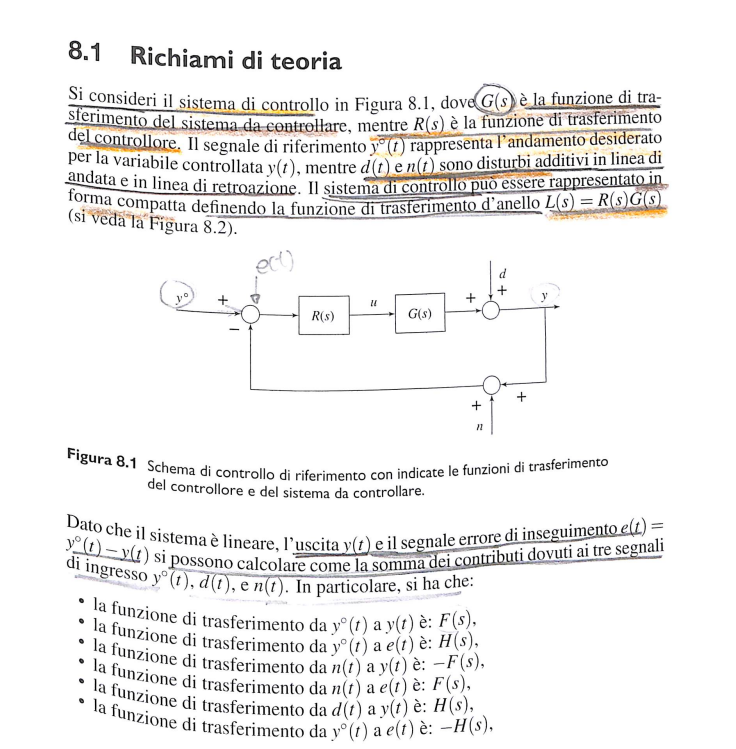 8.1 Richiami di teoria
Si consideri il sistema di controllo in Figura 8.1, dove G(s) è la funzione di tra-
sferimento del sistema da controllare, mentre R(s) è la funzione di trasferimento
del controllore. Il segnale di riferimento y°(t) rappresenta l'andamento desiderato
per la variabile controllata y(t), mentre d(t) e n(t) sono disturbi additivi in linea di
andata e in linea di retroazione. Il sistema di controllo può essere rappresentato in
forma compatta definendo la funzione di trasferimento d'anello L(s) = R(s)G(s)
(si veda la Figura 8.2).
e(t)
d
y° + + + y
R(s) u G(s)
−
+ +
n
Figura 8.1 Schema di controllo di riferimento con indicate le funzioni di trasferimento
del controllore e del sistema da controllare.
Dato che il sistema è lineare, l'uscita y(t) e il segnale errore di inseguimento e(t) =
y°(t) − y(t) si possono calcolare come la somma dei contributi dovuti ai tre segnali
di ingresso y°(t), d(t), e n(t). In particolare, si ha che:
• la funzione di trasferimento da y°(t) a y(t) è: F(s),
• la funzione di trasferimento da y°(t) a e(t) è: H(s),
• la funzione di trasferimento da n(t) a y(t) è: −F(s),
• la funzione di trasferimento da n(t) a e(t) è: F(s),
• la funzione di trasferimento da d(t) a y(t) è: H(s),
• la funzione di trasferimento da y°(t) a e(t) è: −H(s),